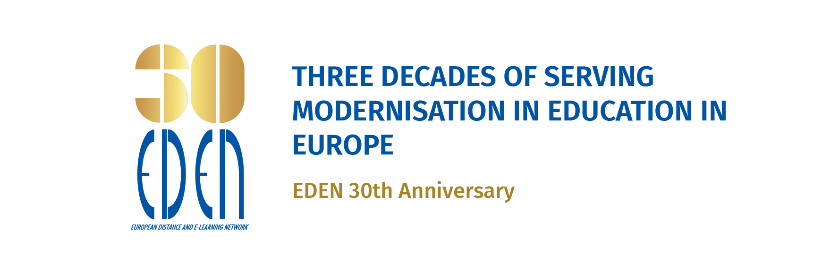 30
EDEN
EUROPEAN DISTANCE AND E-LEARNING NETWORK
THREE DECADES OF SERVING
MODERNISATION IN EDUCATION IN
EUROPE
EDEN 30th Anniversary